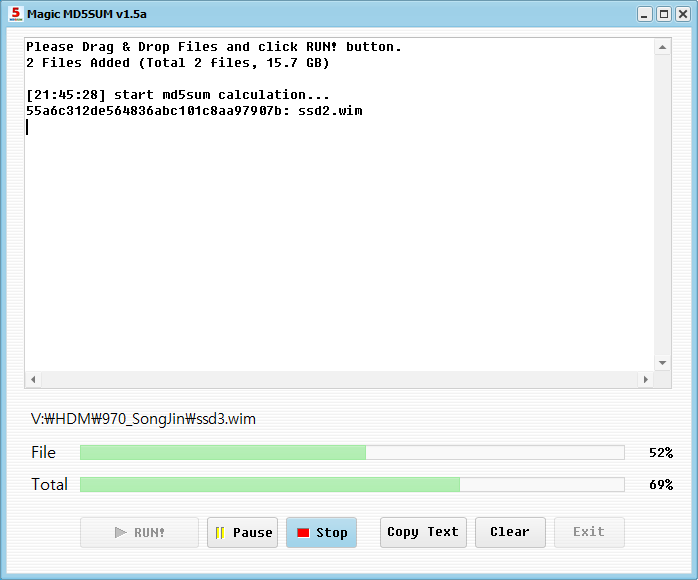 5 Magic MD5SUM v1.5a
Please Drag & Drop Files and click RUN! button.
2 Files Added (Total 2 files, 15.7 GB)
[21:45:28] start md5sum calculation...
55a6c312de564836abc101c8aa97907b: ssd2.wim
V:₩HDM₩970_SongJin₩ssd3.wim
File 52%
Total 69%
RUN! Pause Stop Copy Text Clear Exit